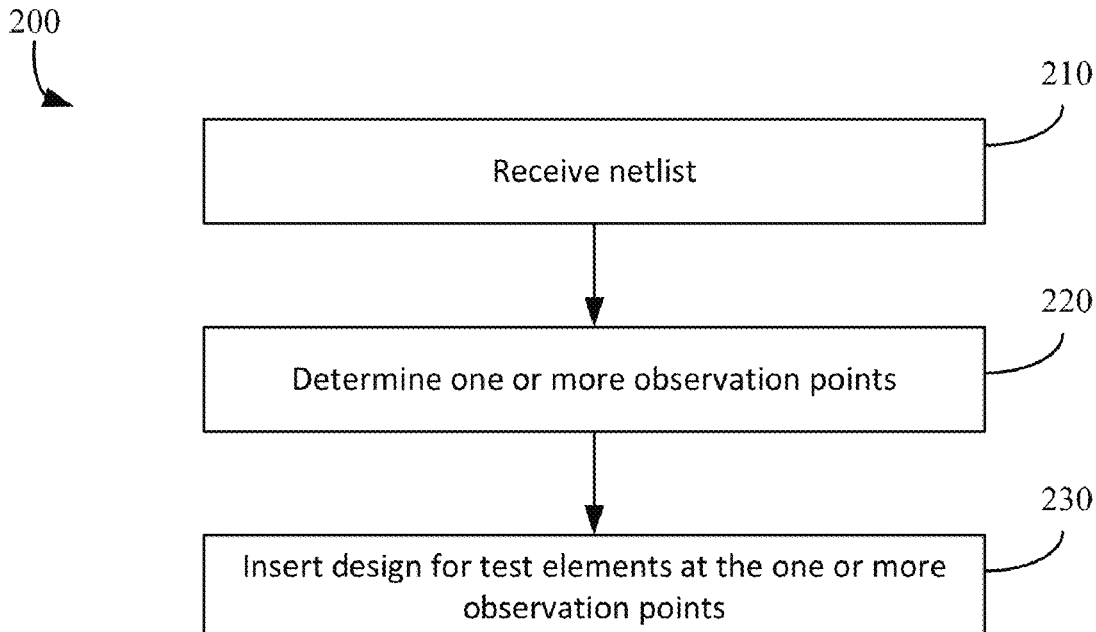 200
210
Receive netlist
220
Determine one or more observation points
230
Insert design for test elements at the one or more
observation points